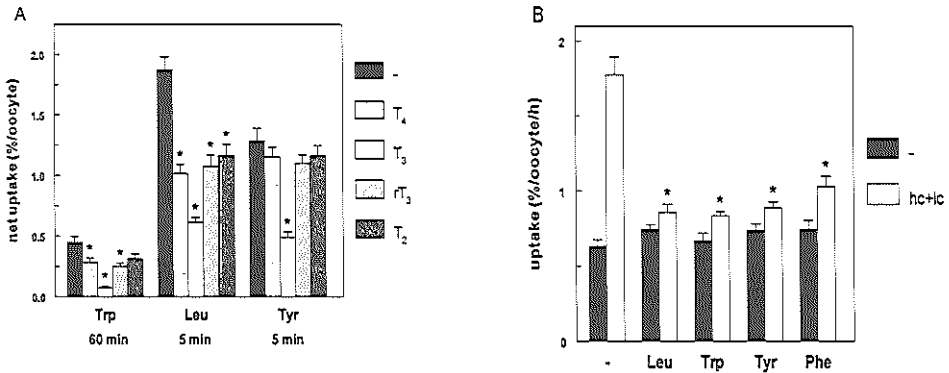 A
net uptake (%/oocyte)
2.0
1.5
1.0
0.5
0.0
* * *
* * * *
*
Trp Leu Tyr
60 min 5 min 5 min
-
T4
T3
rT3
T2
B
uptake (%/oocyte/h)
2
1
0
* * * *
- Leu Trp Tyr Phe
-
hc+lc